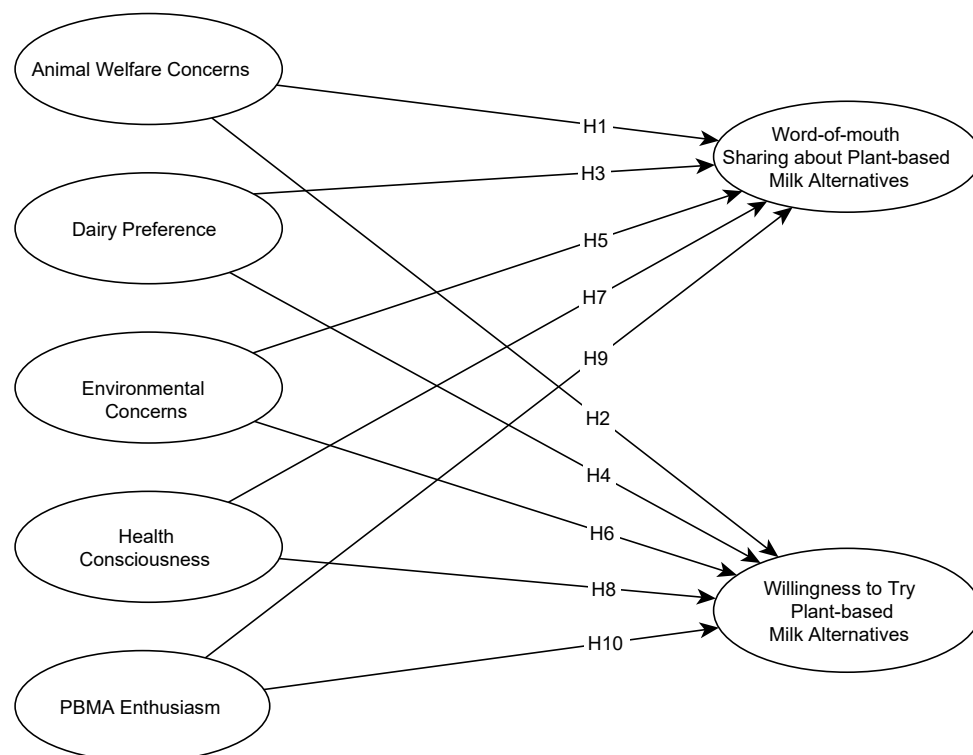 Animal Welfare Concerns
H1
Word-of-mouth
Sharing about Plant-based
Milk Alternatives
H3
Dairy Preference
H5
H7
H9
Environmental
Concerns
H2
H4
H6
Health
Consciousness
H8
Willingness to Try
Plant-based
Milk Alternatives
H10
PBMA Enthusiasm